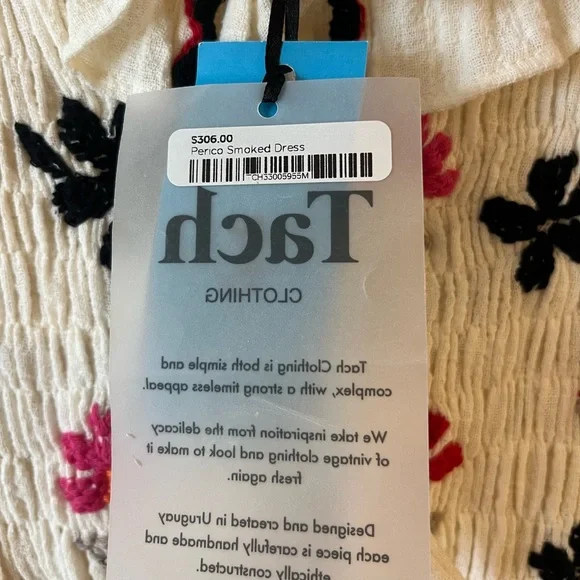 $306.00
Perico Smoked Dress
CH33005955M
Tach
CLOTHING
Tach Clothing is both simple and
complex, with a strong timeless appeal.
We take inspiration from the delicacy
of vintage clothing and look to make it
fresh again.
Designed and created in Uruguay
each piece is carefully handmade and
ethically constructed.